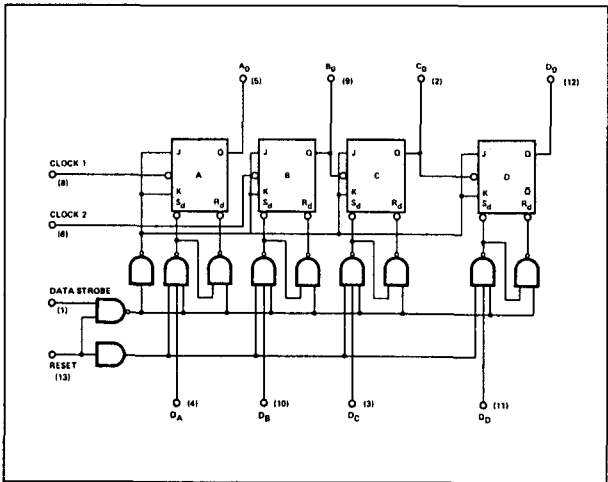 A₀ B₀ C₀ D₀
(5) (9) (2) (12)
J Q J Q J Q J Q
CLOCK 1
(8)
A B C D
K K K K Q̄
Sd Rd Sd Rd Sd Rd Sd Rd
CLOCK 2
(6)
DATA STROBE
(1)
RESET
(13)
(4) (10) (3) (11)
DA DB DC DD